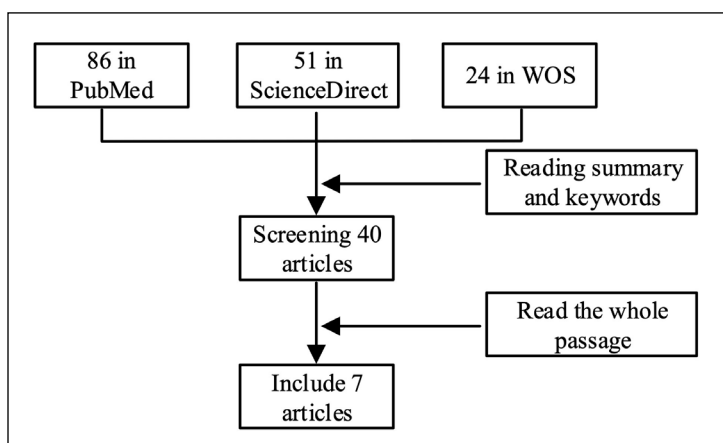 86 in
PubMed
51 in
ScienceDirect
24 in WOS
Reading summary
and keywords
Screening 40
articles
Read the whole
passage
Include 7
articles